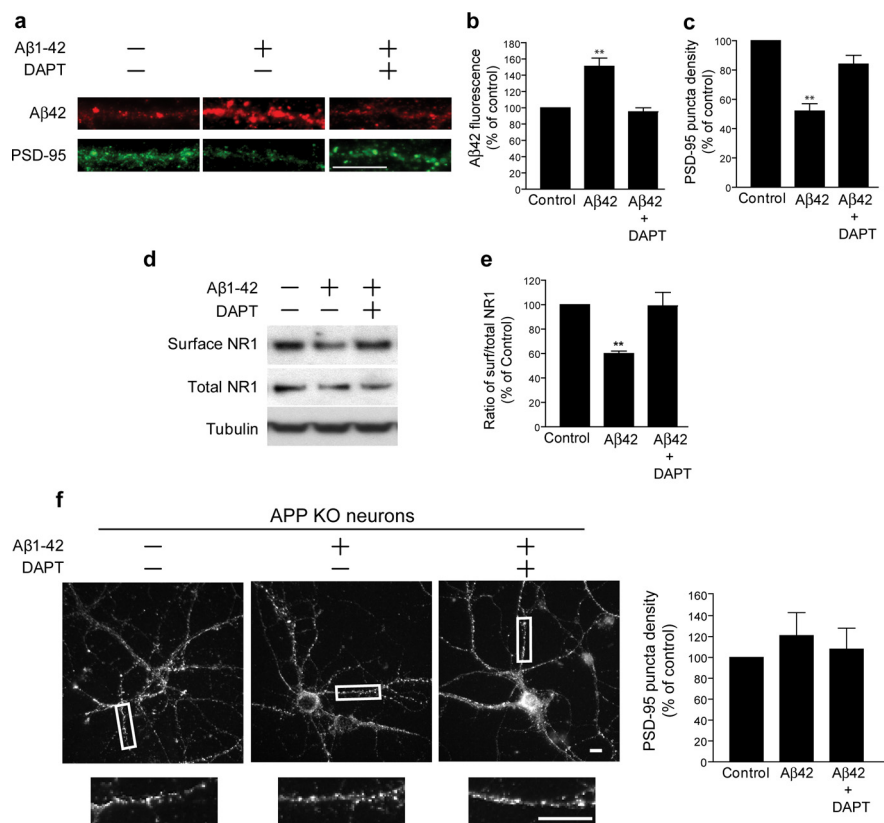 a
Aβ1-42 — + +
DAPT — — +
Aβ42
PSD-95
b
Aβ42 fluorescence
(% of control)
180
160
140
120
100
80
60
40
20
0
**
Control Aβ42 Aβ42
+
DAPT
c
PSD-95 puncta density
(% of control)
100
80
60
40
20
0
**
Control Aβ42 Aβ42
+
DAPT
d
Aβ1-42 — + +
DAPT — — +
Surface NR1
Total NR1
Tubulin
e
Ratio of surf/total NR1
(% of Control)
120
100
80
60
40
20
0
**
Control Aβ42 Aβ42
+
DAPT
f
APP KO neurons
Aβ1-42 — + +
DAPT — — +
PSD-95 puncta density
(% of control)
160
140
120
100
80
60
40
20
0
Control Aβ42 Aβ42
+
DAPT